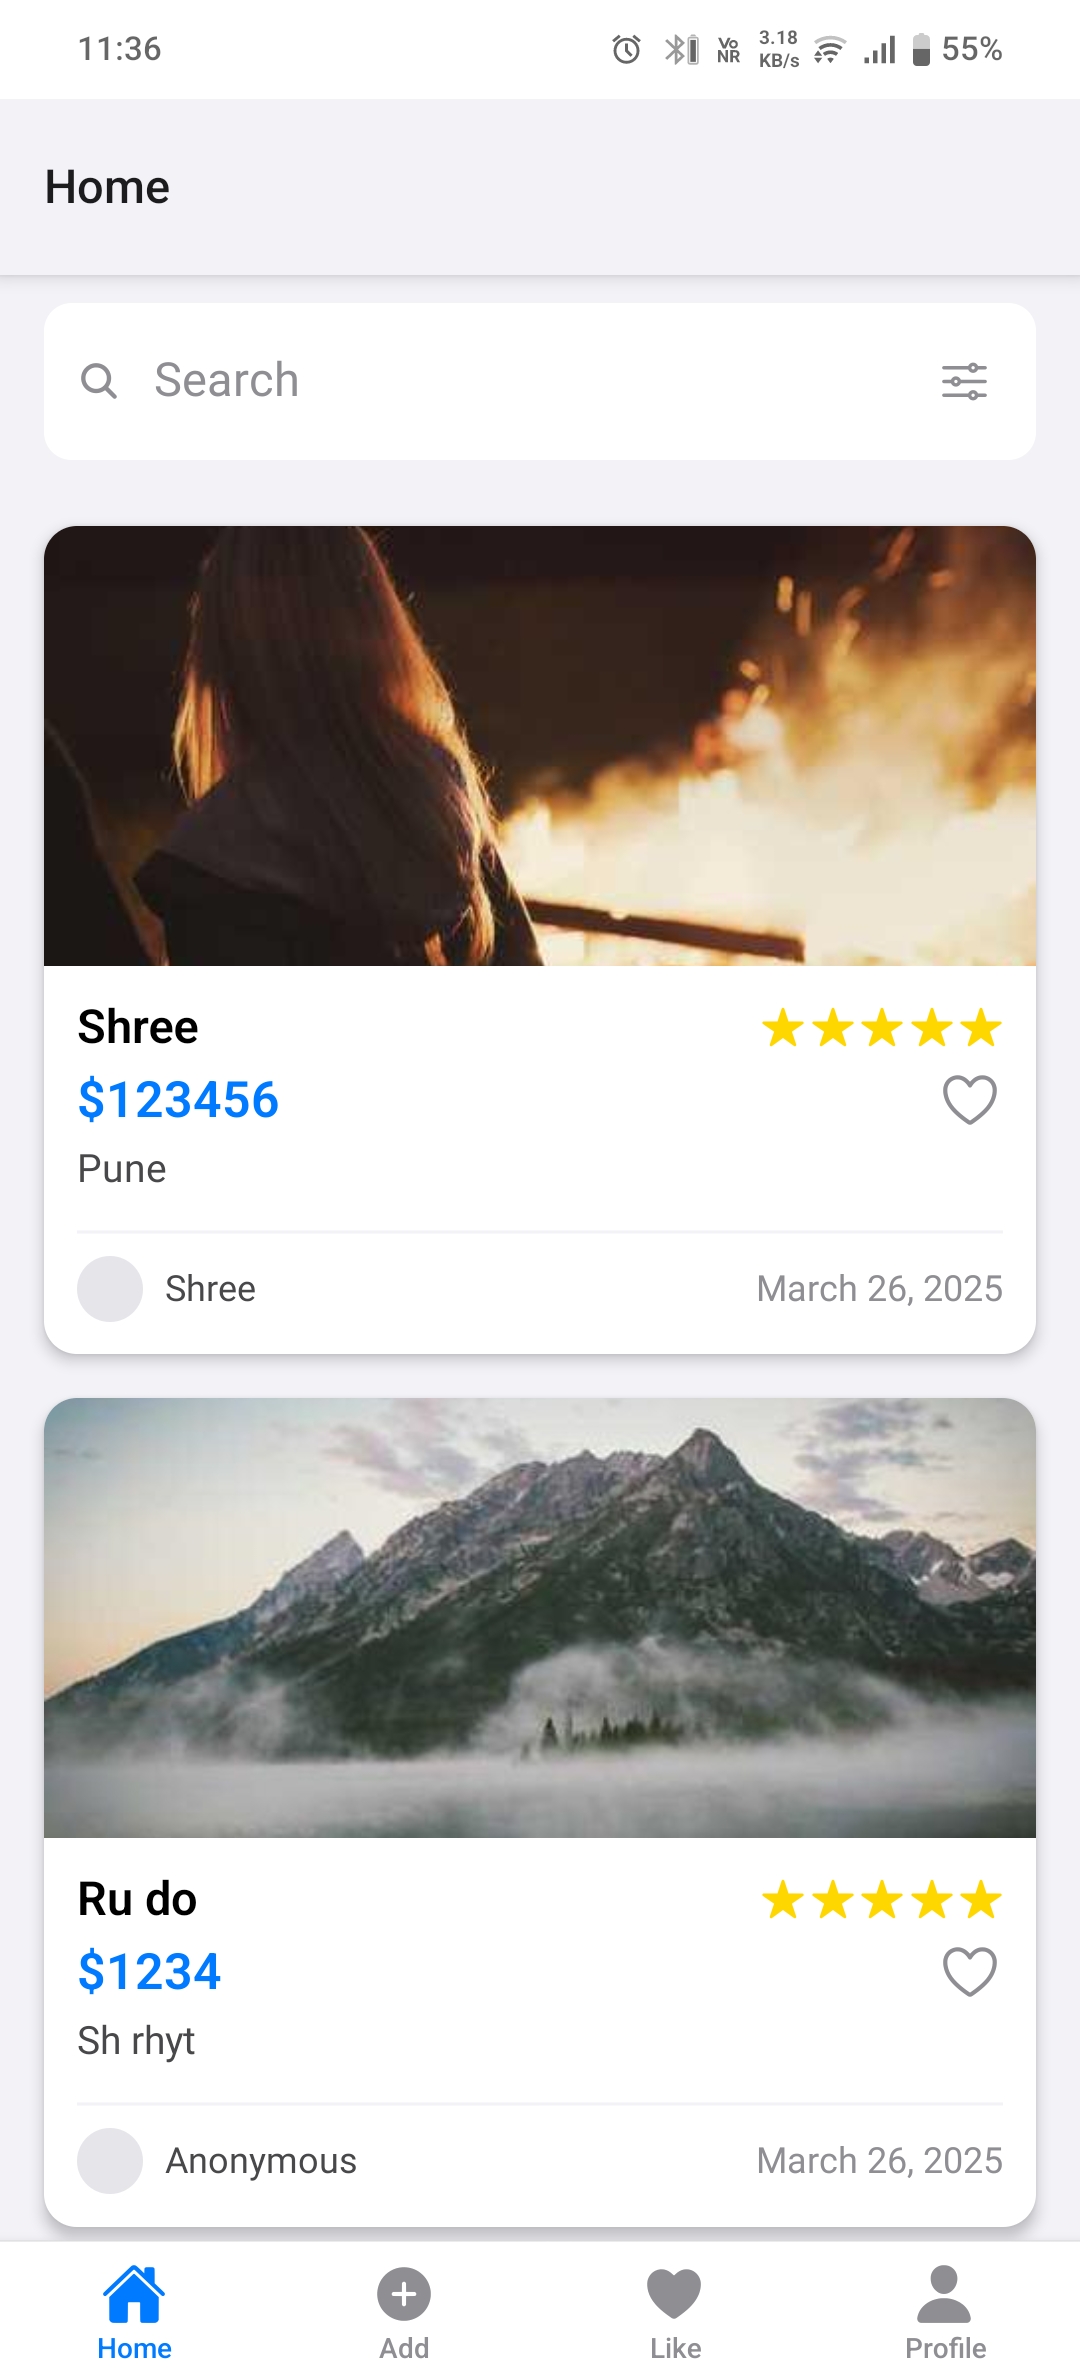 11:36
Vo NR 3.18 KB/s 55%
Home
Search
Shree
$123456
Pune
Shree March 26, 2025
Ru do
$1234
Sh rhyt
Anonymous March 26, 2025
Home Add Like Profile